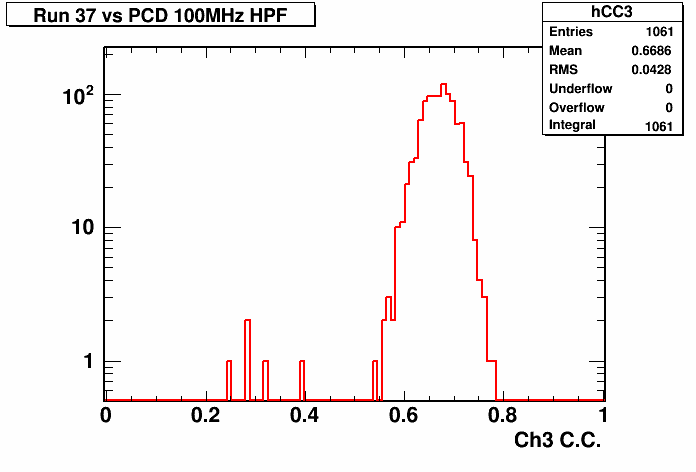 Run 37 vs PCD 100MHz HPF
hCC3
Entries 1061
Mean 0.6686
RMS 0.0428
Underflow 0
Overflow 0
Integral 1061
10²
10
1
0 0.2 0.4 0.6 0.8 1
Ch3 C.C.